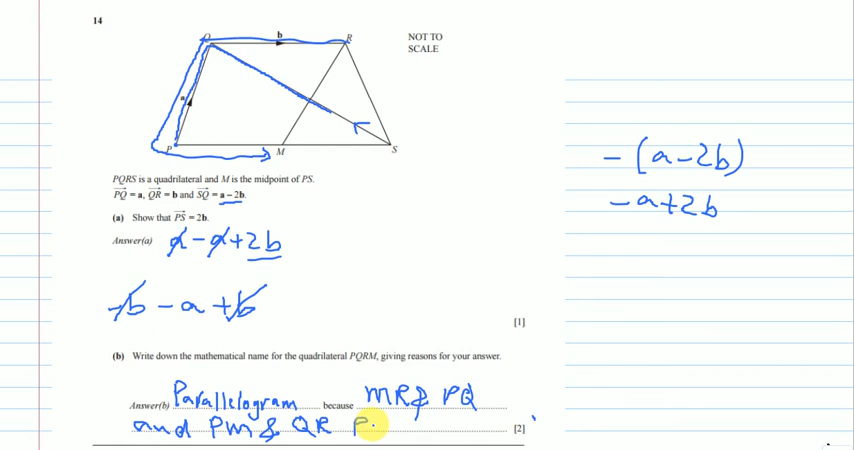 14
Q b R
NOT TO
SCALE
a
P M S
PQRS is a quadrilateral and M is the midpoint of PS.
PQ = a, QR = b and SQ = a – 2b.
(a) Show that PS = 2b.
Answer(a) a - a + 2b
-b - a + b
[1]
(b) Write down the mathematical name for the quadrilateral PQRM, giving reasons for your answer.
Answer(b) Parallelogram because MR & PQ
and PM & QR P
[2]
- (a - 2b)
- a + 2b